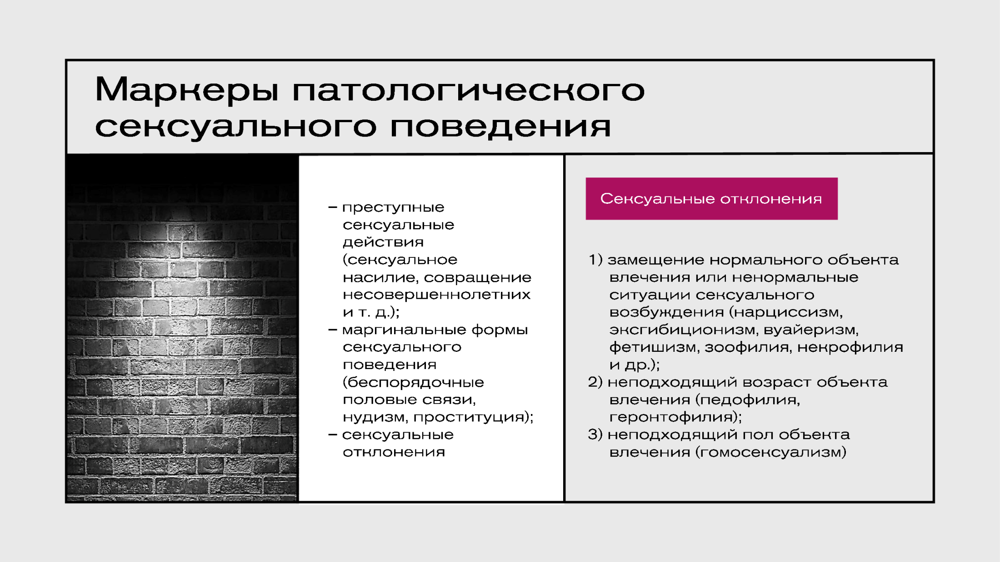 Маркеры патологического
сексуального поведения
– преступные
сексуальные
действия
(сексуальное
насилие, совращение
несовершеннолетних
и т. д.);
– маргинальные формы
сексуального
поведения
(беспорядочные
половые связи,
нудизм, проституция);
– сексуальные
отклонения
Сексуальные отклонения
1) замещение нормального объекта
влечения или ненормальные
ситуации сексуального
возбуждения (нарциссизм,
эксгибиционизм, вуайеризм,
фетишизм, зоофилия, некрофилия
и др.);
2) неподходящий возраст объекта
влечения (педофилия,
геронтофилия);
3) неподходящий пол объекта
влечения (гомосексуализм)